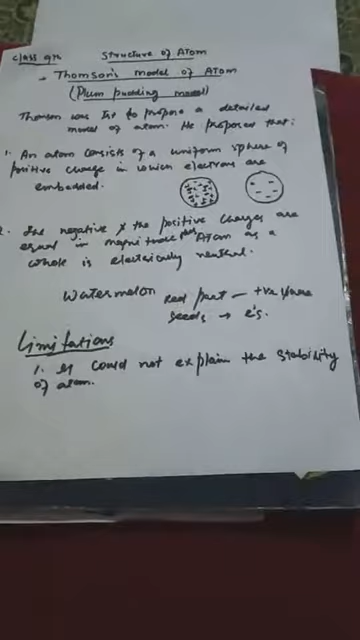 class 9th Structure of Atom
Thomson's model of Atom
(Plum pudding model)
Thomson was 1st to propose a detailed
model of atom. He proposed that:
1. An atom consists of a uniform sphere of
positive charge in which electrons are
embedded.
2. The negative & the positive charges are
equal in magnitude. Atom as a
whole is electrically neutral.
Watermelon red part — +ve sphere
seeds → e's.
Limitations
1. It could not explain the stability
of atom.